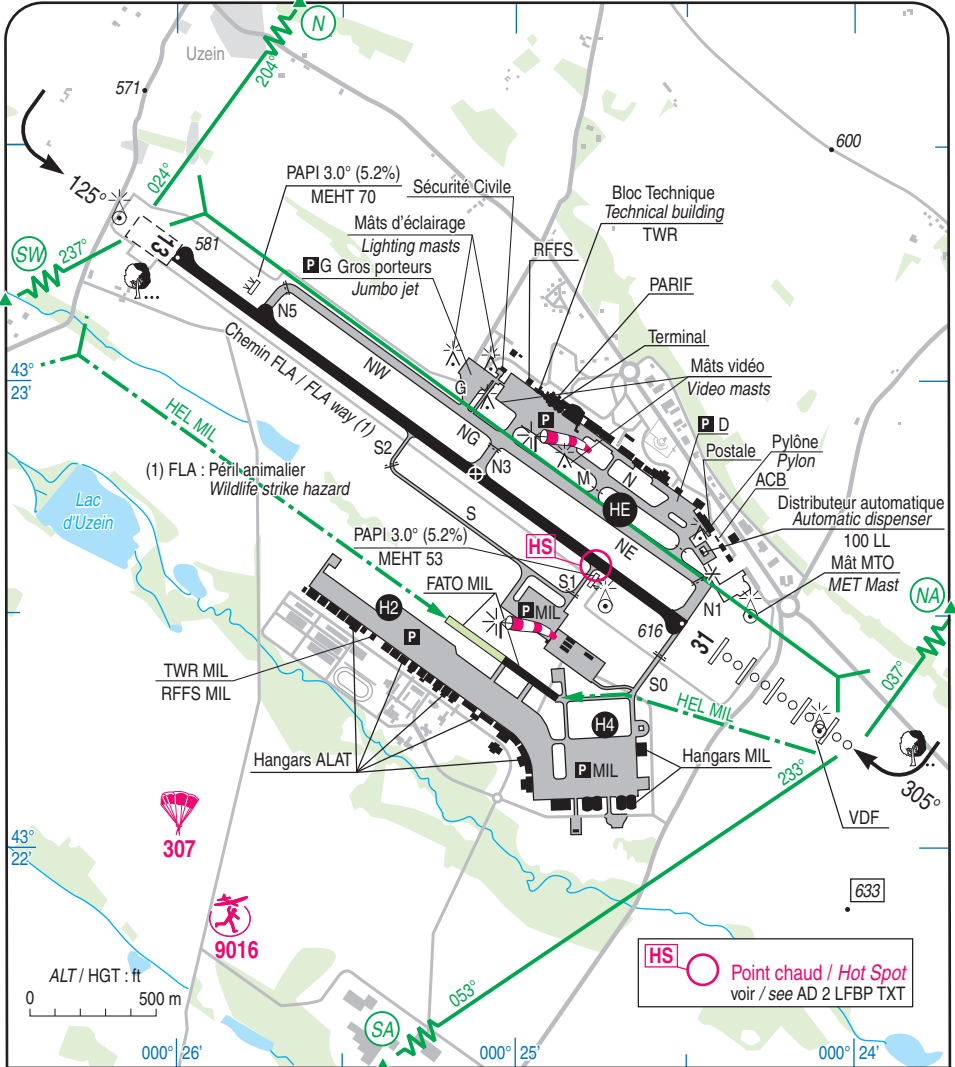 N
Uzein
204°
571
600
125°
024°
PAPI 3.0° (5.2%)
MEHT 70
Sécurité Civile
Bloc Technique
Technical building
TWR
Mâts d'éclairage
Lighting masts
RFFS
SW
237°
13
581
P G Gros porteurs
Jumbo jet
PARIF
N5
Terminal
Chemin FLA / FLA way (1)
NW
Mâts vidéo
Video masts
43°
23'
G
P
P D
HEL MIL
NG
S2
N3
M
N
Postale
Pylône
Pylon
ACB
(1) FLA : Péril animalier
Wildlife strike hazard
Lac
d'Uzein
S
HE
Distributeur automatique
Automatic dispenser
100 LL
PAPI 3.0° (5.2%)
MEHT 53
HS
NE
Mât MTO
MET Mast
FATO MIL
S1
N1
NA
H2
P MIL
616
31
P
037°
TWR MIL
RFFS MIL
S0
HEL MIL
H4
Hangars ALAT
P MIL
Hangars MIL
233°
305°
VDF
307
43°
22'
633
9016
HS
Point chaud / Hot Spot
voir / see AD 2 LFBP TXT
ALT / HGT : ft
0 500 m
053°
SA
000° 26'
000° 25'
000° 24'